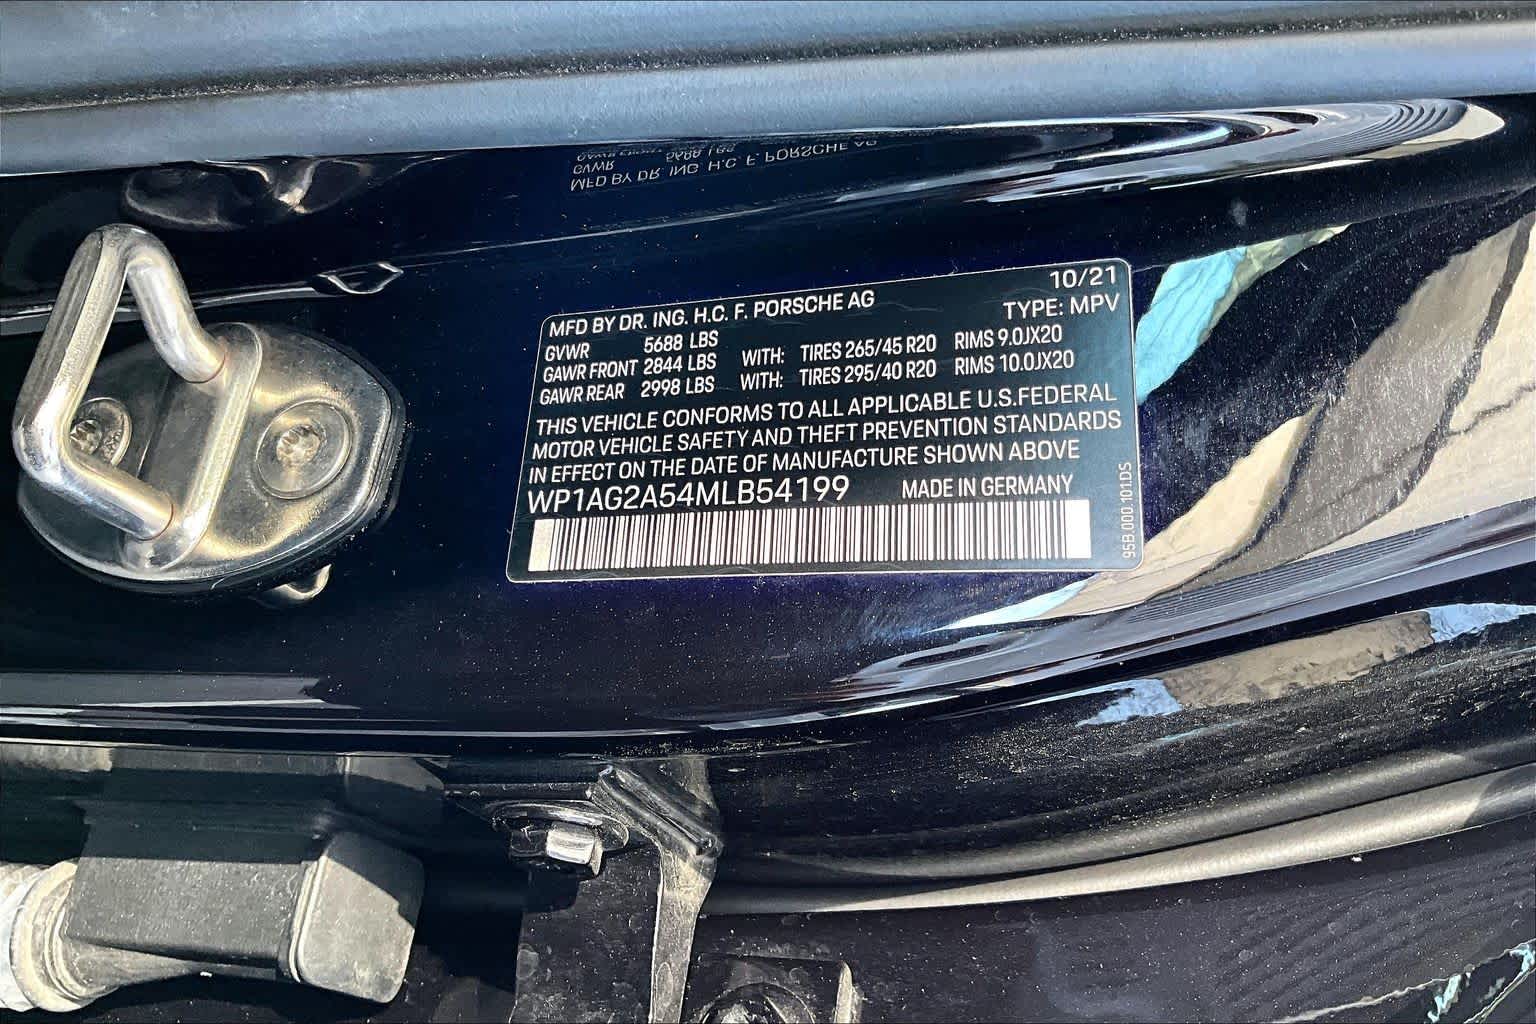 10/21
MFD BY DR. ING. H.C. F. PORSCHE AG TYPE: MPV
GVWR 5688 LBS
GAWR FRONT 2844 LBS WITH: TIRES 265/45 R20 RIMS 9.0JX20
GAWR REAR 2998 LBS WITH: TIRES 295/40 R20 RIMS 10.0JX20
THIS VEHICLE CONFORMS TO ALL APPLICABLE U.S.FEDERAL
MOTOR VEHICLE SAFETY AND THEFT PREVENTION STANDARDS
IN EFFECT ON THE DATE OF MANUFACTURE SHOWN ABOVE
WP1AG2A54MLB54199 MADE IN GERMANY
95B.000.101.DS